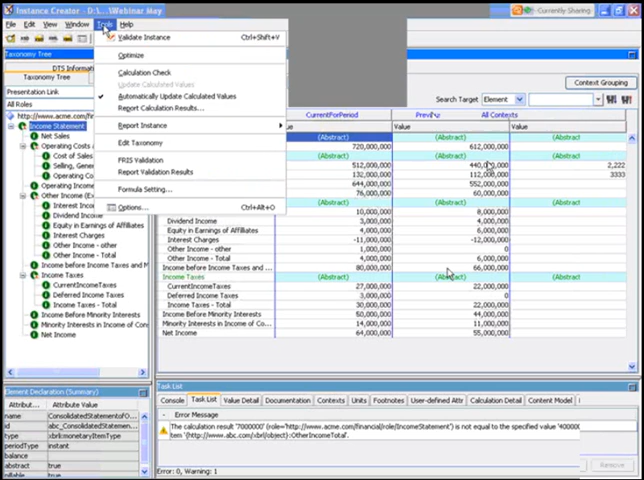 Instance Creator - D:\...\Webinar May
Currently Sharing
File Edit View Window Tools Help
Validate Instance Ctrl+Shift+V
Optimize
Calculation Check
Update Calculated Values
Automatically Update Calculated Values
Report Calculation Results...
Report Instance
Edit Taxonomy
FRIS Validation
Report Validation Results
Formula Setting...
Options... Ctrl+Alt+O
Taxonomy Tree
DTS Informati
Taxonomy Tree
Presentation Link
All Roles
http://www.acme.com/fi
Income Statement
Net Sales
Operating Costs a
Cost of Sales
Selling, Gener
Operating Co
Other Income (Ex
Interest Incom
Dividend Incom
Equity in Earn
Interest Charges
Other Income - other
Other Income - Total
Income before Income Taxes
Income Taxes
CurrentIncomeTaxes
Deferred Income Taxes
Income Taxes - Total
Income Before Minority Interests
Minority Interests in Income of Con
Net Income
Context Grouping
Search Target Element
CurrentForPeriod All Contexts
Value Value Value
(Abstract) (Abstract) (Abstract)
720,000,000 612,000,000
(Abstract) (Abstract) (Abstract)
512,000,000 2,222
132,000,000 112,000,000 3333
644,000,000 552,000,000
76,000,000 60,000,000
(Abstract) (Abstract) (Abstract)
10,000,000 8,000,000
Dividend Income 3,000,000 4,000,000
Equity in Earnings of Affiliates 4,000,000 6,000,000
Interest Charges -11,000,000 -12,000,000
Other Income - other 1,000,000 0
Other Income - Total 4,000,000 6,000,000
Income before Income Taxes and ... 80,000,000 66,000,000
Income Taxes (Abstract) (Abstract) (Abstract)
CurrentIncomeTaxes 27,000,000 22,000,000
Deferred Income Taxes 3,000,000 0
Income Taxes - Total 30,000,000 22,000,000
Income Before Minority Interests 50,000,000 44,000,000
Minority Interests in Income of Co... 14,000,000 11,000,000
Net Income 64,000,000 55,000,000
Element Declaration (Summary)
Attribut... Attribute Value
name ConsolidatedStatementofO
id abc_ConsolidatedStatemen
type xbrli:monetaryItemType
periodType instant
balance
abstract true
nillable true
Task List
Console Task List Value Detail Documentation Contexts Units Footnotes User-defined Attr Calculation Detail Content Model
Error Message
The calculation result '7000000' (role='http://www.acme.com/financial/role/IncomeStatement') is not equal to the specified value '400000
item '{http://www.abc.com/xbrl/object}:OtherIncomeTotal'.
Error: 0, Warning: 1
Remove